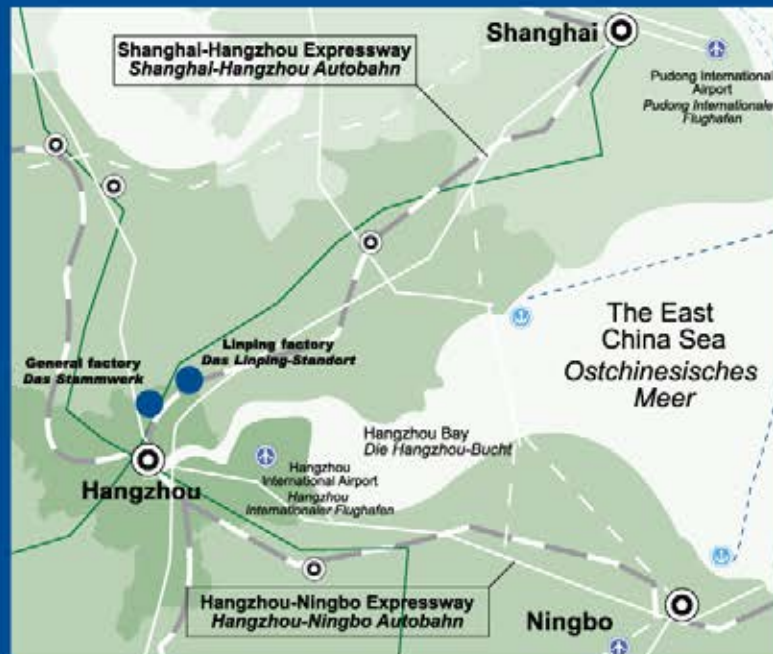 Shanghai
Shanghai-Hangzhou Expressway
Shanghai-Hangzhou Autobahn
Pudong International
Airport
Pudong Internationaler
Flughafen
The East
China Sea
Ostchinesisches
Meer
Linping factory
Das Linping-Standort
General factory
Das Stammwerk
Hangzhou Bay
Die Hangzhou-Bucht
Hangzhou
International Airport
Hangzhou
Internationaler Flughafen
Hangzhou
Hangzhou-Ningbo Expressway
Hangzhou-Ningbo Autobahn
Ningbo